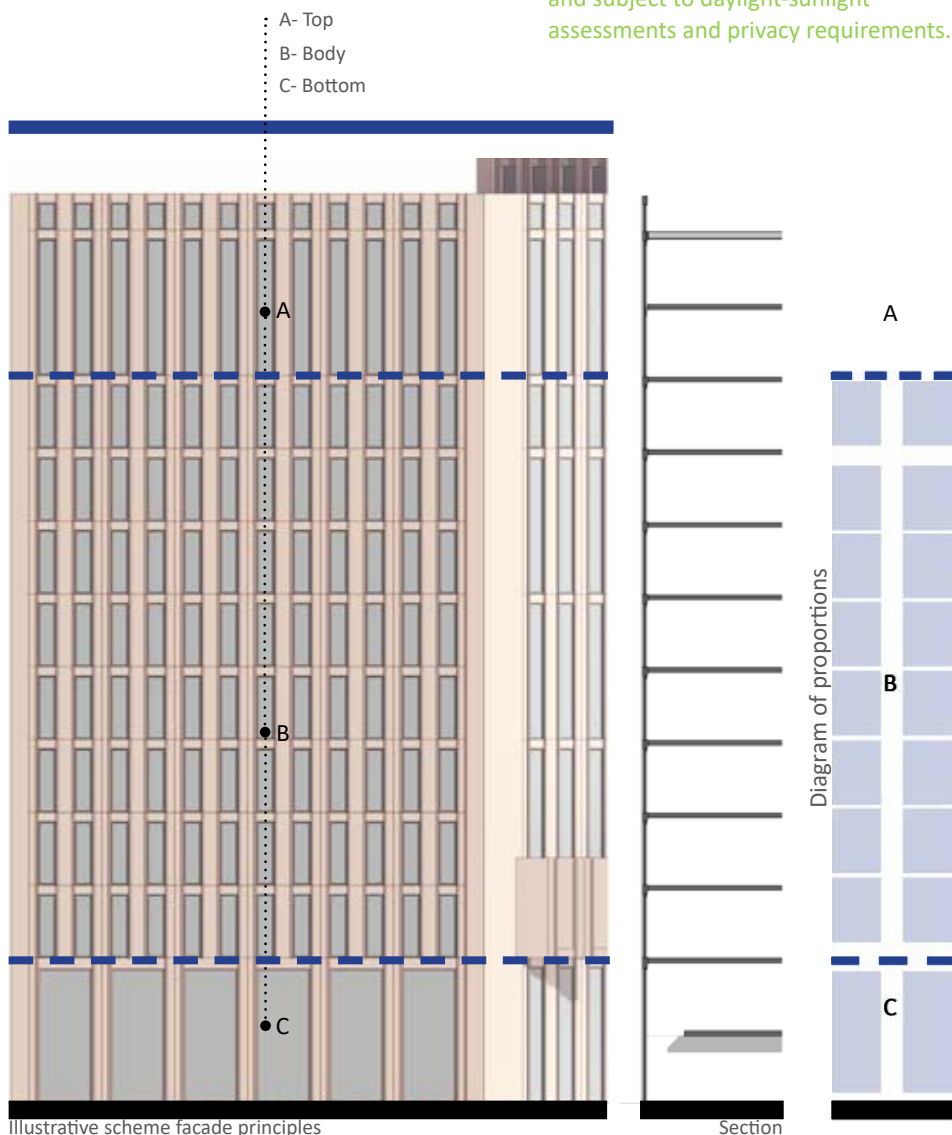 and subject to daylight-sunlight
assessments and privacy requirements.
A- Top
B- Body
C- Bottom
A
A
B
B
Diagram of proportions
C
C
Illustrative scheme facade principles
Section